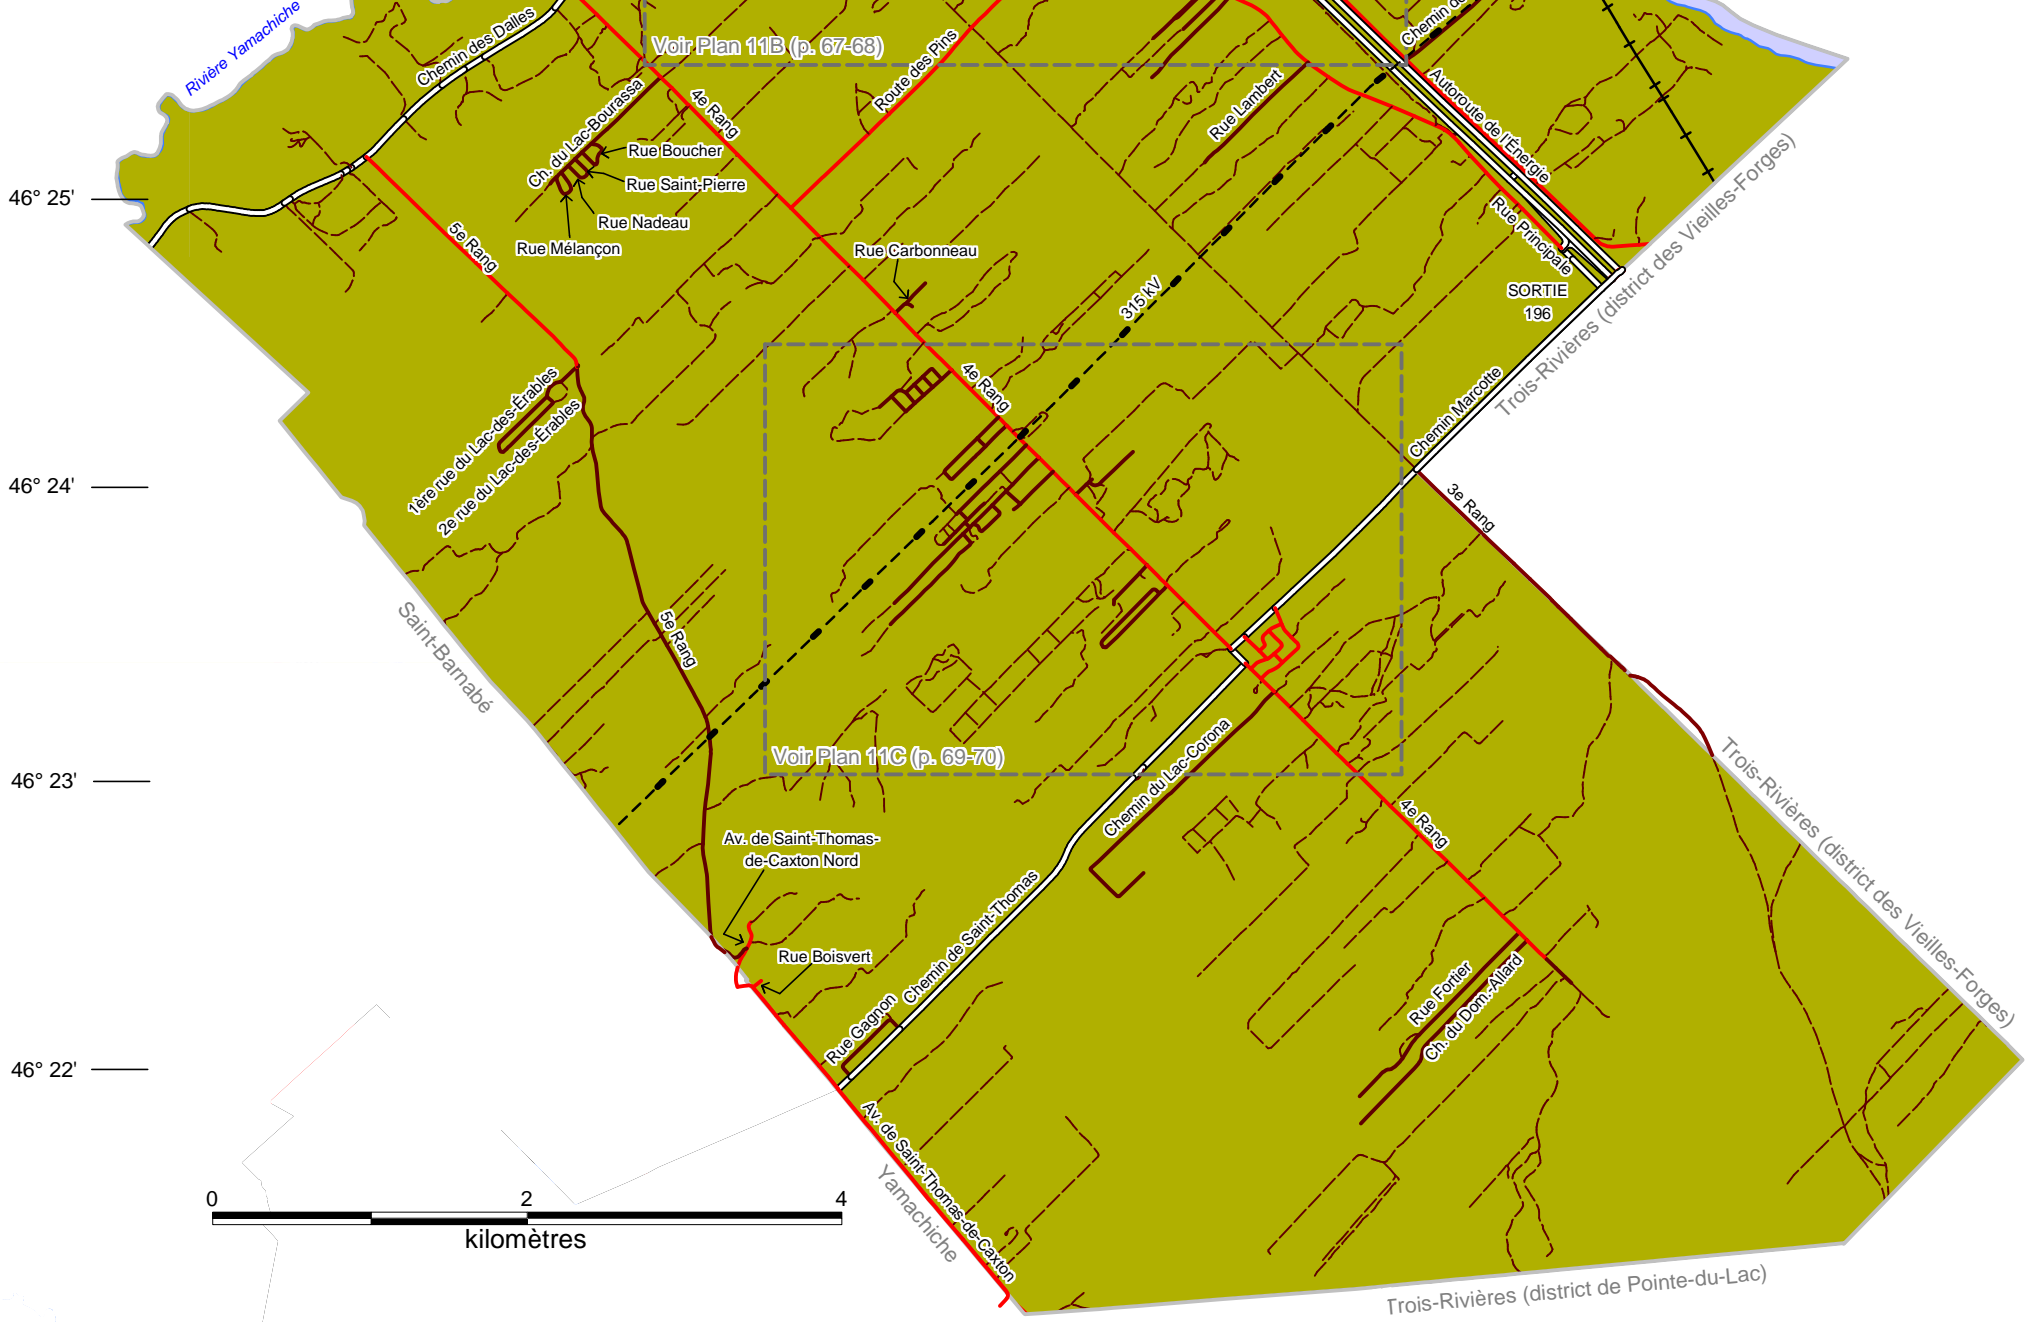 Rivière Yamachiche
Chemin des Dalles
Voir Plan 11B (p. 67-68)
Route des Pins
Chemin de
Autoroute de l'Énergie
Rue Lambert
4e Rang
Ch. du Lac-Bourassa
Rue Boucher
Rue Saint-Pierre
Rue Nadeau
Rue Mélançon
46° 25'
5e Rang
Rue Carbonneau
315 kV
Rue Principale
SORTIE
196
Trois-Rivières (district des Vieilles-Forges)
4e Rang
1ère rue du Lac-des-Érables
2e rue du Lac-des-Érables
Chemin Marcotte
46° 24'
3e Rang
Saint-Barnabé
5e Rang
Voir Plan 11C (p. 69-70)
Chemin du Lac-Corona
46° 23'
4e Rang
Trois-Rivières (district des Vieilles-Forges)
Av. de Saint-Thomas-
de-Caxton Nord
Rue Boisvert
Chemin de Saint-Thomas
Rue Gagnon
Rue Fortier
Ch. du Dom.-Allard
46° 22'
Av. de Saint-Thomas-de-Caxton
Yamachiche
0 2 4
kilomètres
Trois-Rivières (district de Pointe-du-Lac)